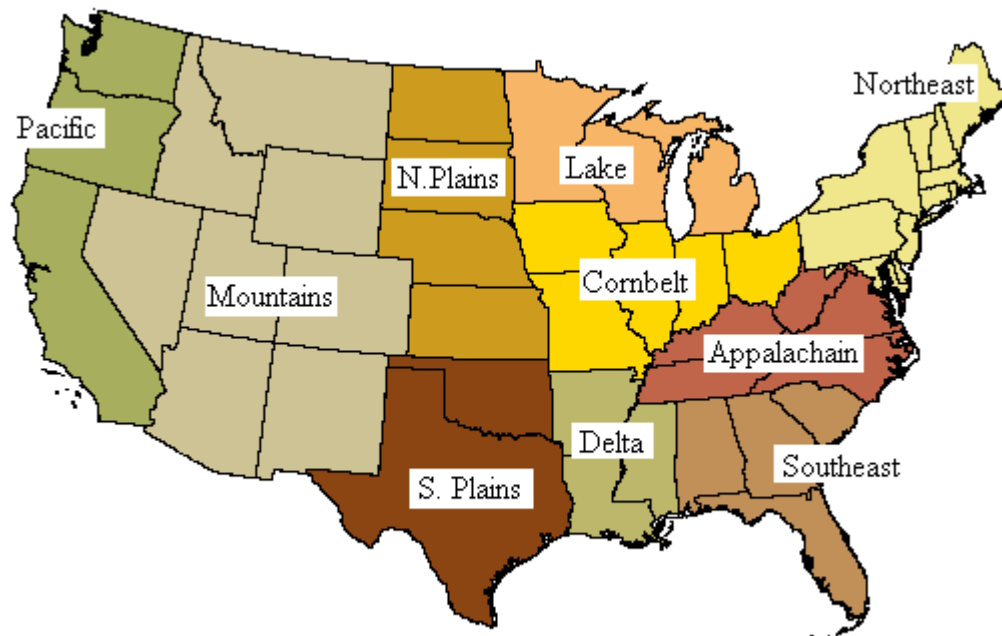 Northeast
Pacific
Lake
N.Plains
Cornbelt
Mountains
Appalachain
Delta
Southeast
S. Plains